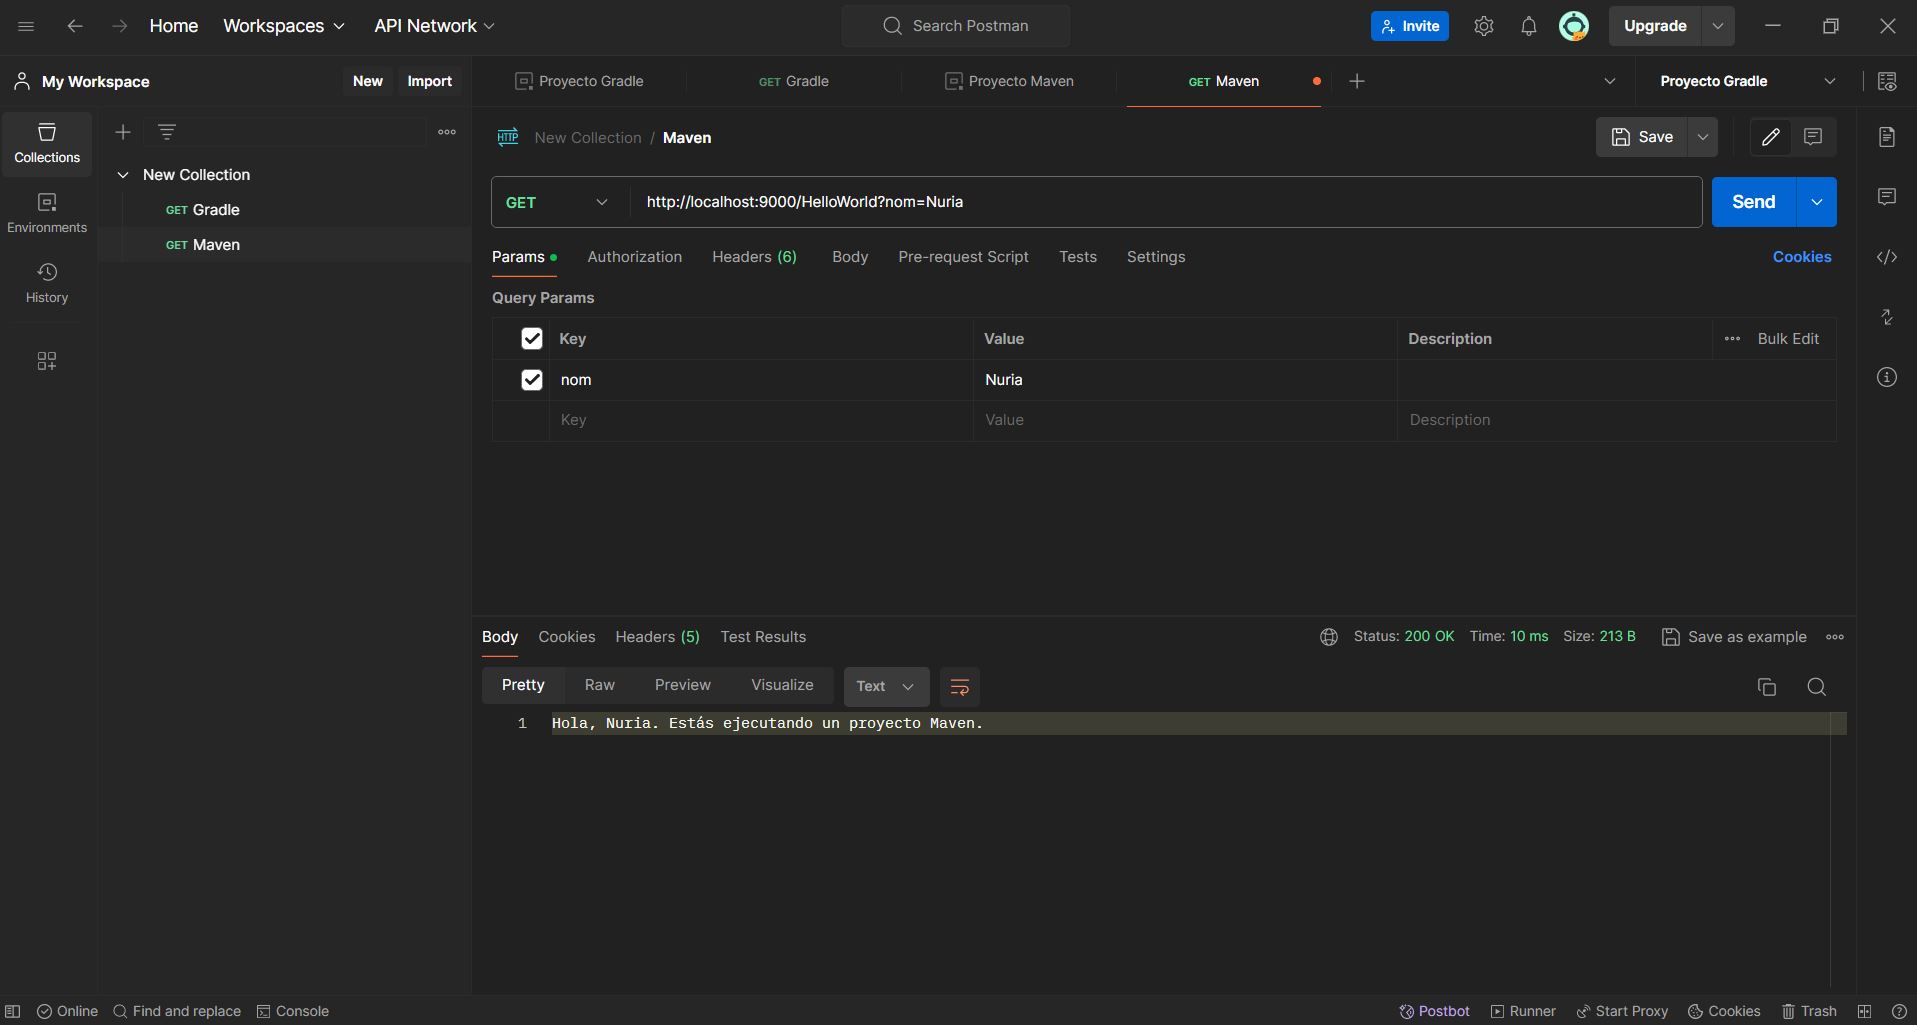 Home Workspaces API Network Search Postman Invite Upgrade
My Workspace New Import Proyecto Gradle GET Gradle Proyecto Maven GET Maven Proyecto Gradle
Collections
Environments
History
New Collection
GET Gradle
GET Maven
HTTP New Collection / Maven Save
GET http://localhost:9000/HelloWorld?nom=Nuria Send
Params Authorization Headers (6) Body Pre-request Script Tests Settings Cookies
Query Params
Key Value Description Bulk Edit
nom Nuria
Key Value Description
Body Cookies Headers (5) Test Results Status: 200 OK Time: 10 ms Size: 213 B Save as example
Pretty Raw Preview Visualize Text
1 Hola, Nuria. Estás ejecutando un proyecto Maven.
Online Find and replace Console Postbot Runner Start Proxy Cookies Trash